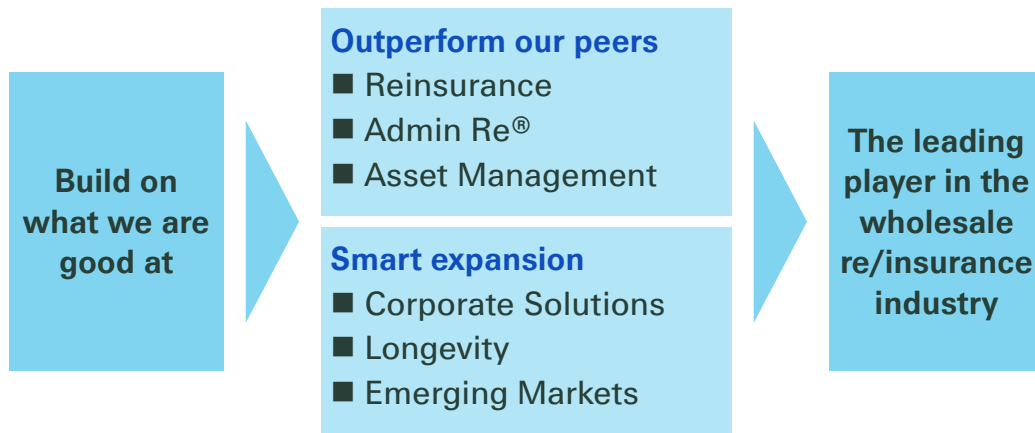 Build on
what we are
good at
Outperform our peers
■ Reinsurance
■ Admin Re®
■ Asset Management
Smart expansion
■ Corporate Solutions
■ Longevity
■ Emerging Markets
The leading
player in the
wholesale
re/insurance
industry